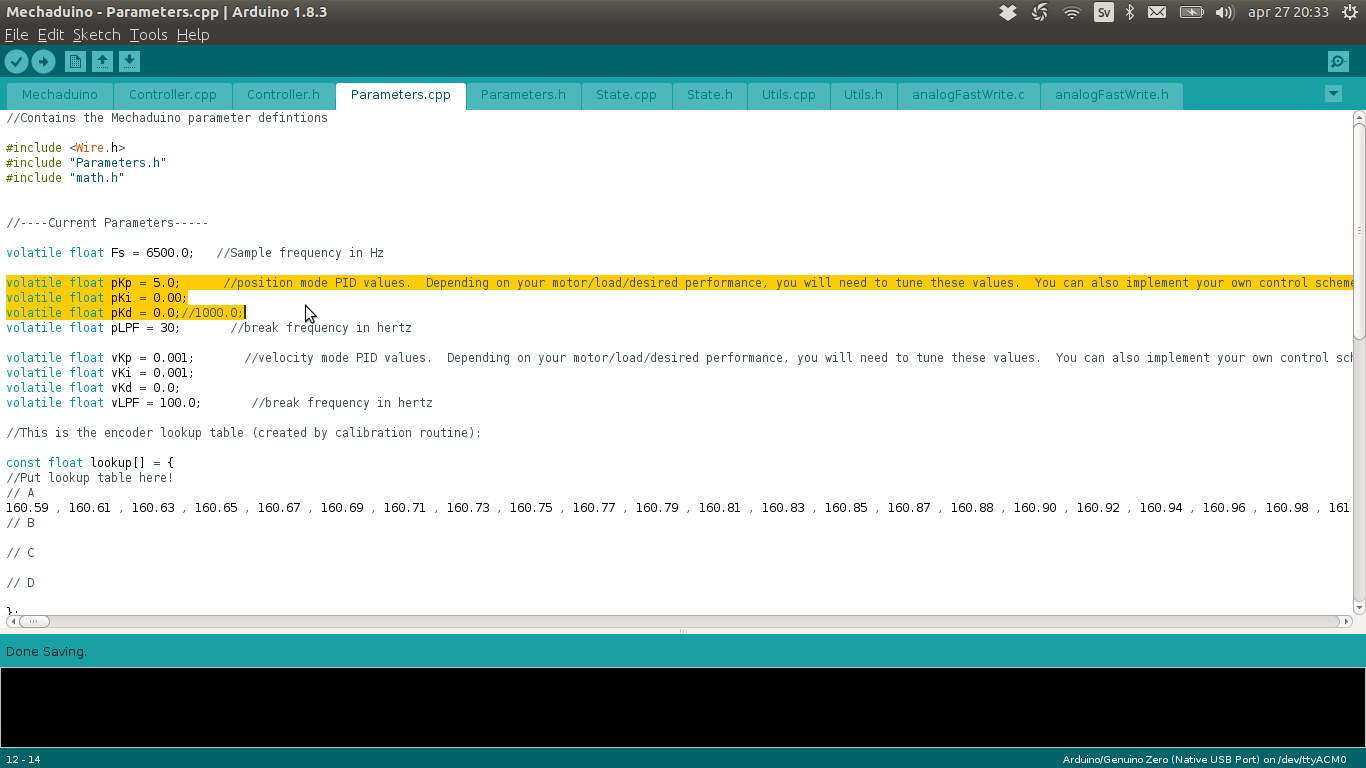 Mechaduino - Parameters.cpp | Arduino 1.8.3
Sv
apr 27 20:33
File Edit Sketch Tools Help
Mechaduino Controller.cpp Controller.h Parameters.cpp Parameters.h State.cpp State.h Utils.cpp Utils.h analogFastWrite.c analogFastWrite.h
//Contains the Mechaduino parameter defintions
#include <Wire.h>
#include "Parameters.h"
#include "math.h"
//----Current Parameters-----
volatile float Fs = 6500.0;   //Sample frequency in Hz
volatile float pKp = 5.0;      //position mode PID values.  Depending on your motor/load/desired performance, you will need to tune these values.  You can also implement your own control scheme
volatile float pKi = 0.00;
volatile float pKd = 0.0;//1000.0;
volatile float pLPF = 30;       //break frequency in hertz
volatile float vKp = 0.001;       //velocity mode PID values.  Depending on your motor/load/desired performance, you will need to tune these values.  You can also implement your own control sch
volatile float vKi = 0.001;
volatile float vKd = 0.0;
volatile float vLPF = 100.0;       //break frequency in hertz
//This is the encoder lookup table (created by calibration routine):
const float lookup[] = {
//Put lookup table here!
// A
160.59 , 160.61 , 160.63 , 160.65 , 160.67 , 160.69 , 160.71 , 160.73 , 160.75 , 160.77 , 160.79 , 160.81 , 160.83 , 160.85 , 160.87 , 160.88 , 160.90 , 160.92 , 160.94 , 160.96 , 160.98 , 161
// B
// C
// D
};
Done Saving.
12 - 14
Arduino/Genuino Zero (Native USB Port) on /dev/ttyACM0